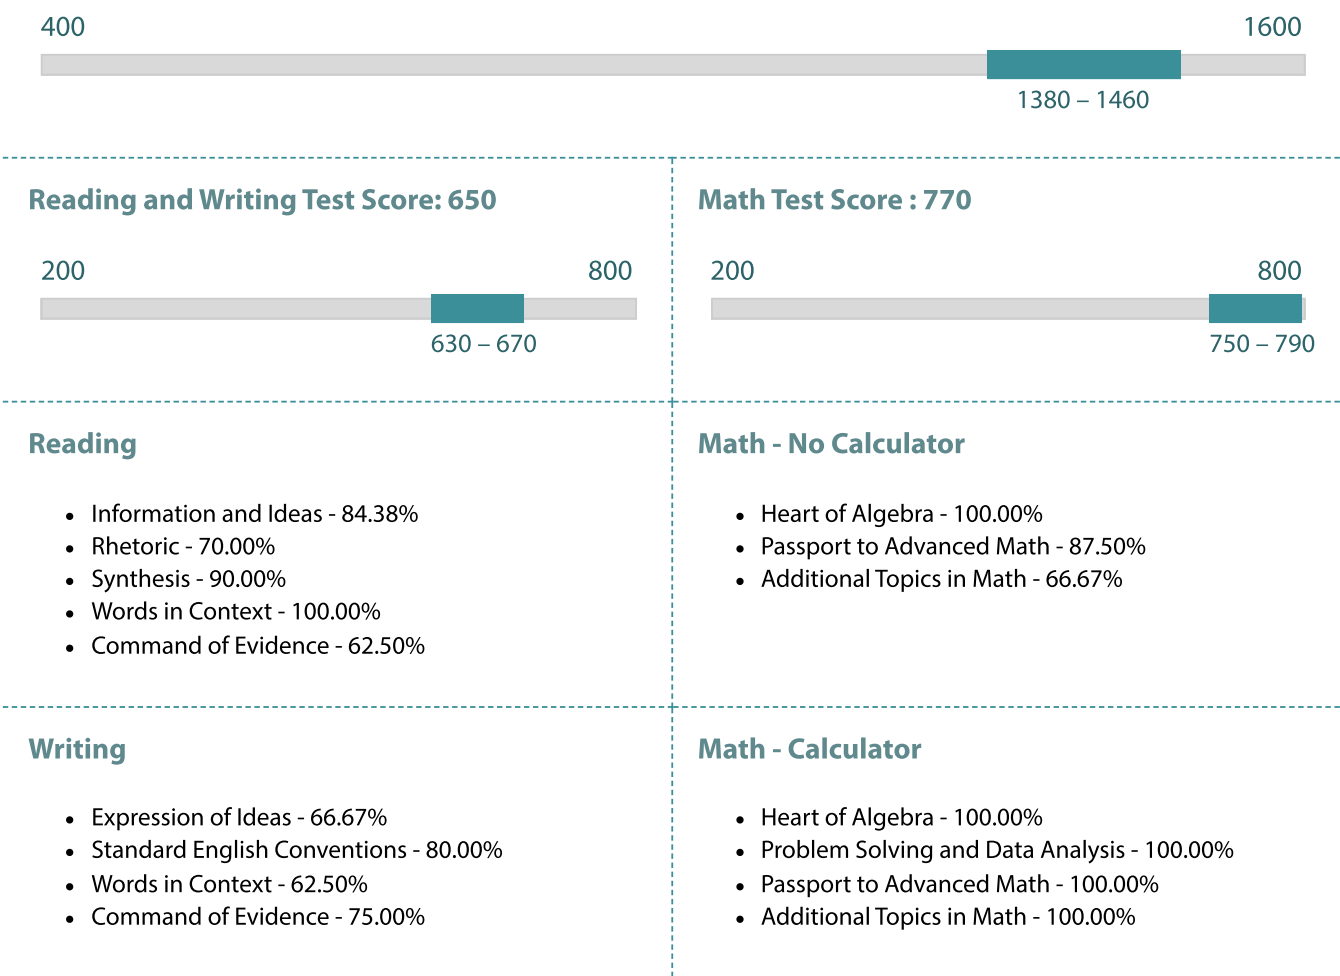 400
1600
1380 – 1460
Reading and Writing Test Score: 650
200
800
630 – 670
Math Test Score : 770
200
800
750 – 790
Reading
• Information and Ideas - 84.38%
• Rhetoric - 70.00%
• Synthesis - 90.00%
• Words in Context - 100.00%
• Command of Evidence - 62.50%
Math - No Calculator
• Heart of Algebra - 100.00%
• Passport to Advanced Math - 87.50%
• Additional Topics in Math - 66.67%
Writing
• Expression of Ideas - 66.67%
• Standard English Conventions - 80.00%
• Words in Context - 62.50%
• Command of Evidence - 75.00%
Math - Calculator
• Heart of Algebra - 100.00%
• Problem Solving and Data Analysis - 100.00%
• Passport to Advanced Math - 100.00%
• Additional Topics in Math - 100.00%